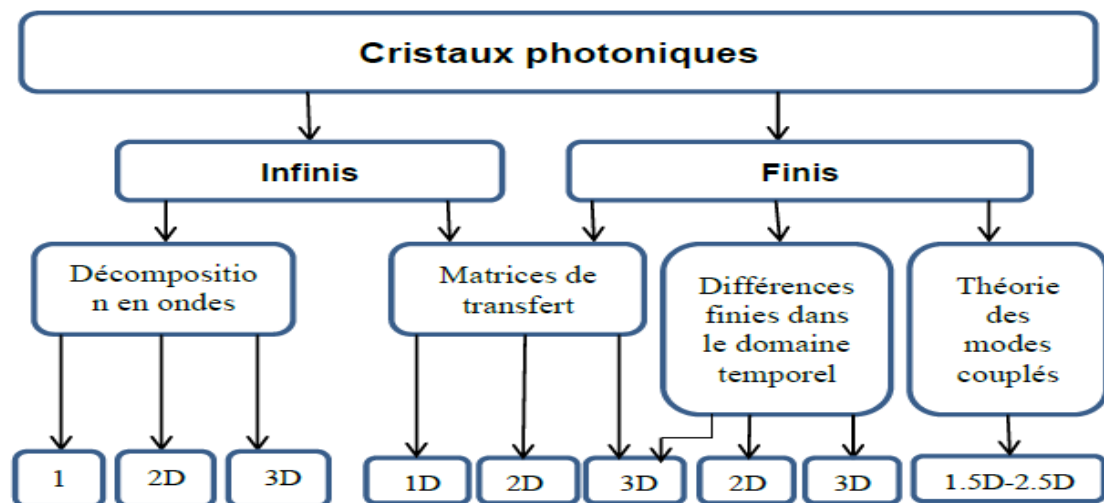 Cristaux photoniques
Infinis
Finis
Décompositio
n en ondes
Matrices de
transfert
Différences
finies dans
le domaine
temporel
Théorie
des
modes
couplés
1
2D
3D
1D
2D
3D
2D
3D
1.5D-2.5D